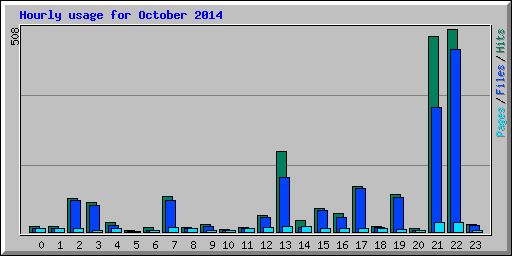 Hourly usage for October 2014
508
Pages / Files / Hits
0 1 2 3 4 5 6 7 8 9 10 11 12 13 14 15 16 17 18 19 20 21 22 23